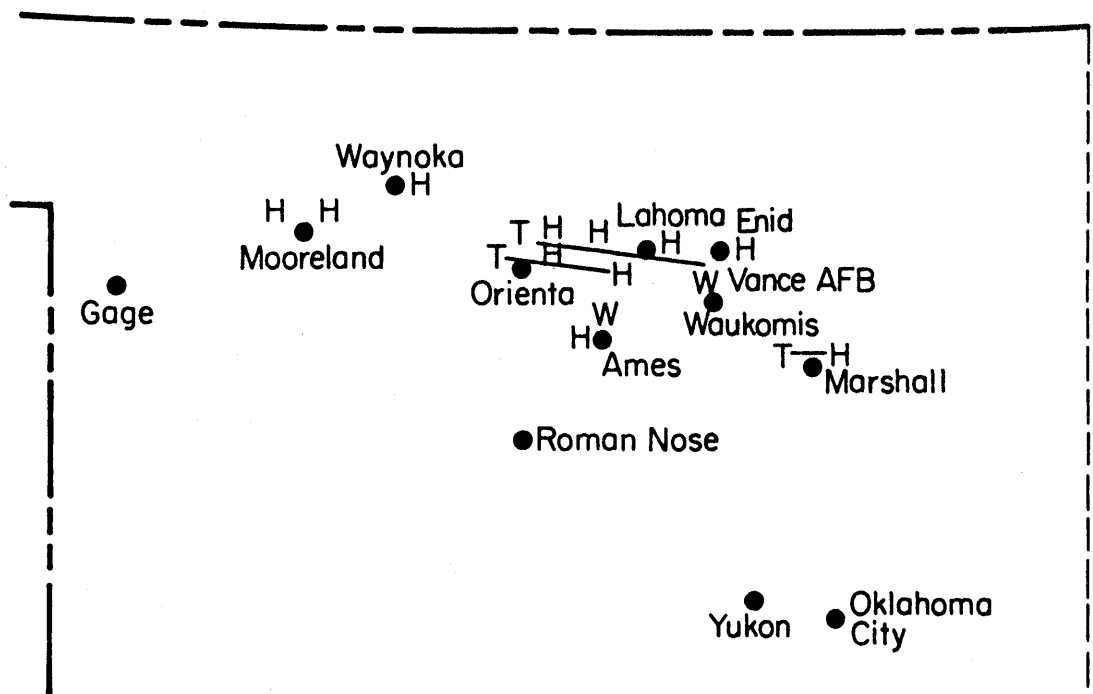 Waynoka
H
H H
Mooreland
Gage
T H H
Lahoma
H
Enid
H
T H H
Orienta
W Vance AFB
Waukomis
W
H
Ames
T H
Marshall
Roman Nose
Yukon
Oklahoma
City